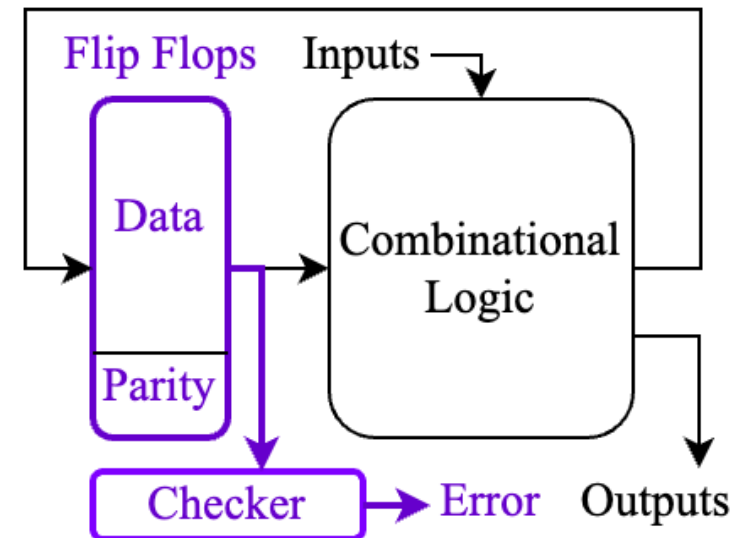 Flip Flops
Inputs
Data
Combinational
Logic
Parity
Checker
Error
Outputs